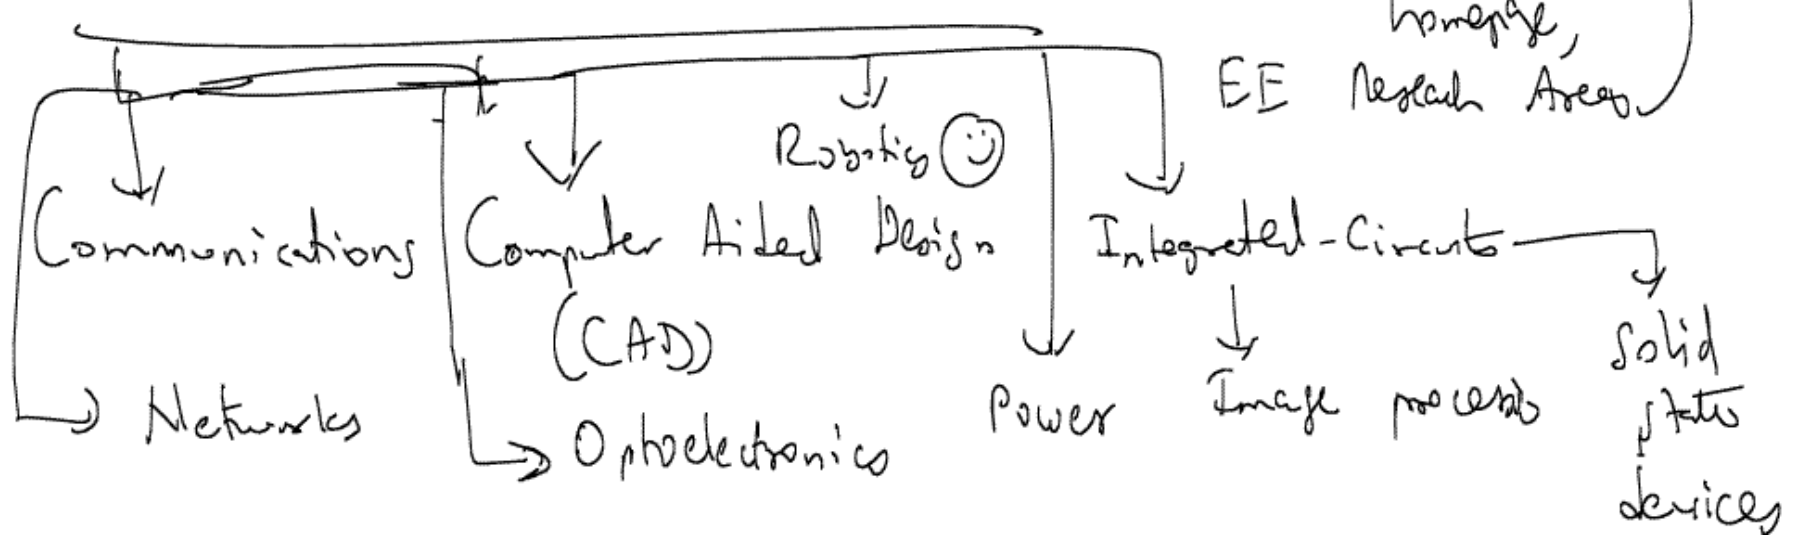 homepage,
EE Research Areas
Robotics
Communications
Computer Aided Design
(CAD)
Integrated-Circuits
Networks
Optoelectronics
Power
Image processing
Solid
state
devices